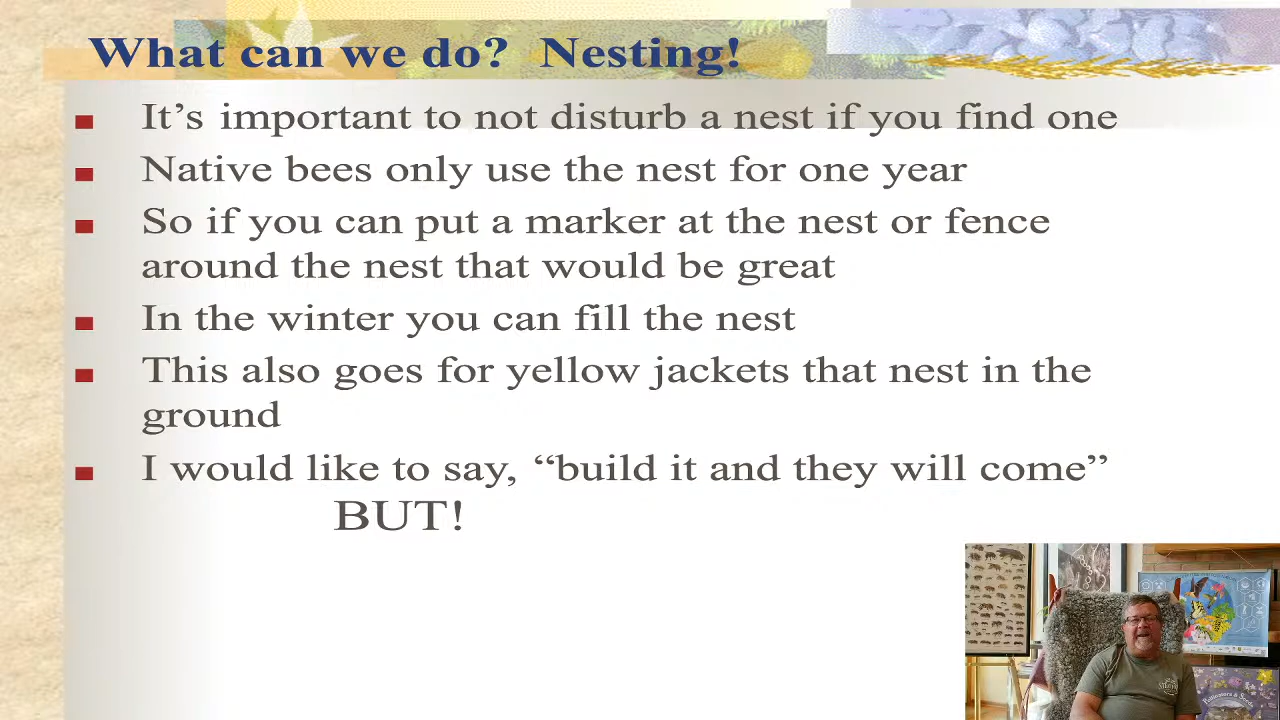 What can we do? Nesting!
It's important to not disturb a nest if you find one
Native bees only use the nest for one year
So if you can put a marker at the nest or fence
around the nest that would be great
In the winter you can fill the nest
This also goes for yellow jackets that nest in the
ground
I would like to say, “build it and they will come”
BUT!